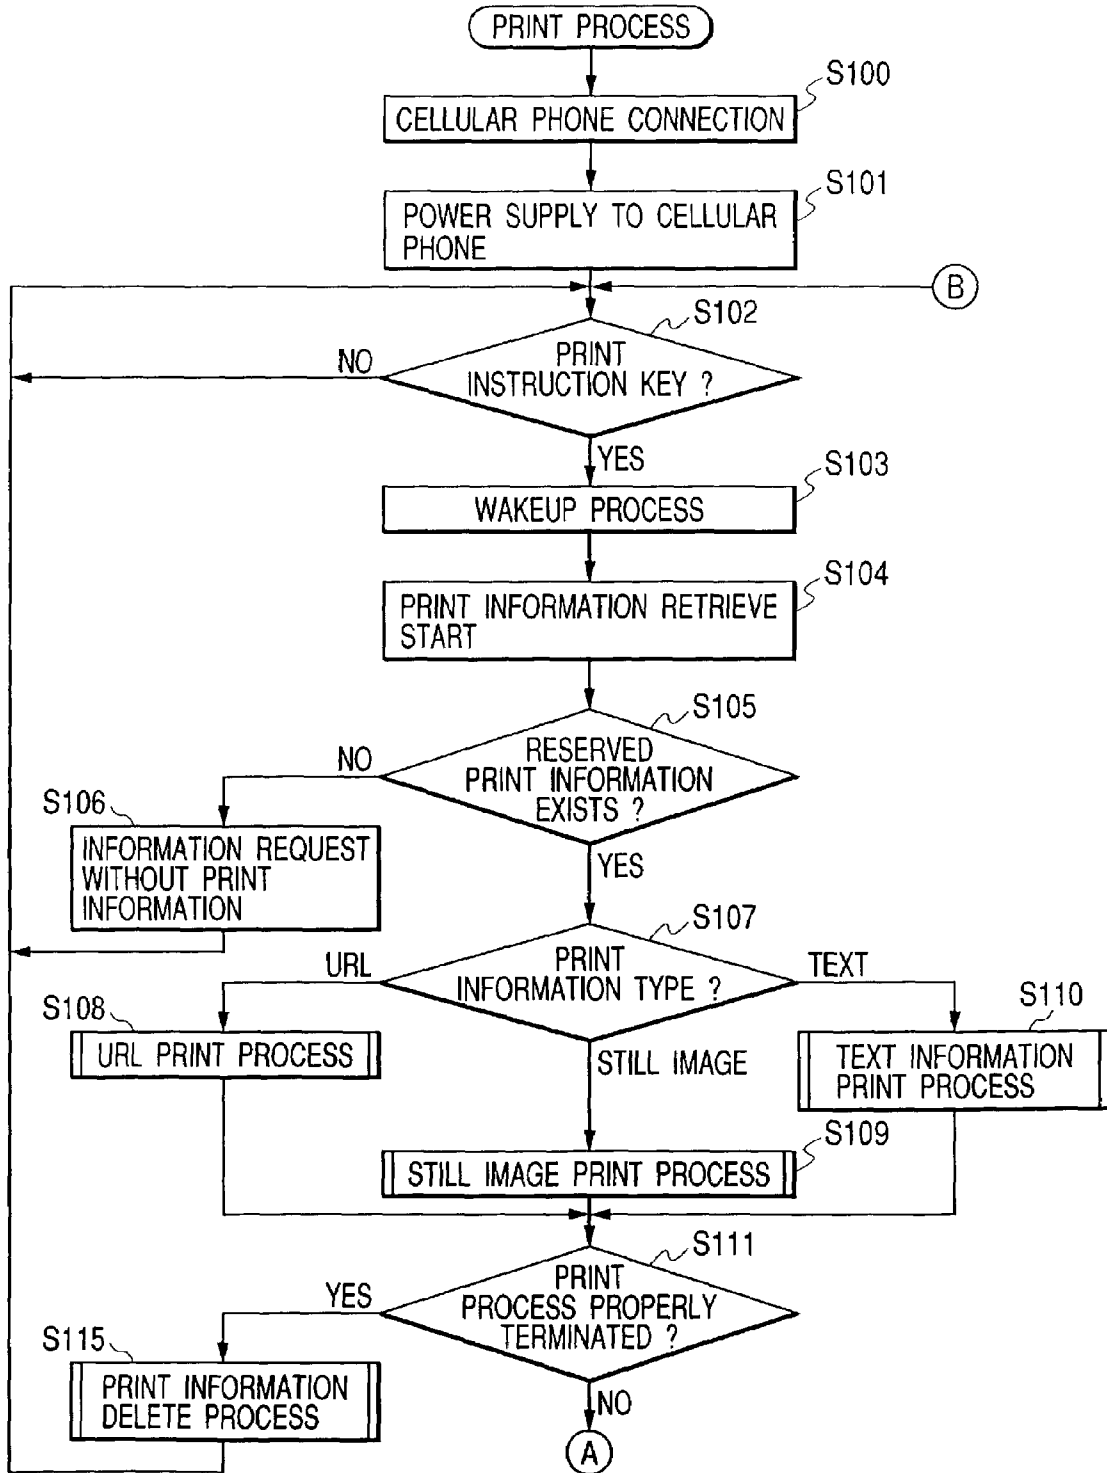 PRINT PROCESS
S100
CELLULAR PHONE CONNECTION
S101
POWER SUPPLY TO CELLULAR
PHONE
B
S102
PRINT
INSTRUCTION KEY ?
NO
YES
S103
WAKEUP PROCESS
S104
PRINT INFORMATION RETRIEVE
START
S105
RESERVED
PRINT INFORMATION
EXISTS ?
NO
YES
S106
INFORMATION REQUEST
WITHOUT PRINT
INFORMATION
S107
PRINT
INFORMATION TYPE ?
URL
TEXT
STILL IMAGE
S108
URL PRINT PROCESS
S110
TEXT INFORMATION
PRINT PROCESS
S109
STILL IMAGE PRINT PROCESS
S111
PRINT
PROCESS PROPERLY
TERMINATED ?
YES
NO
S115
PRINT INFORMATION
DELETE PROCESS
A